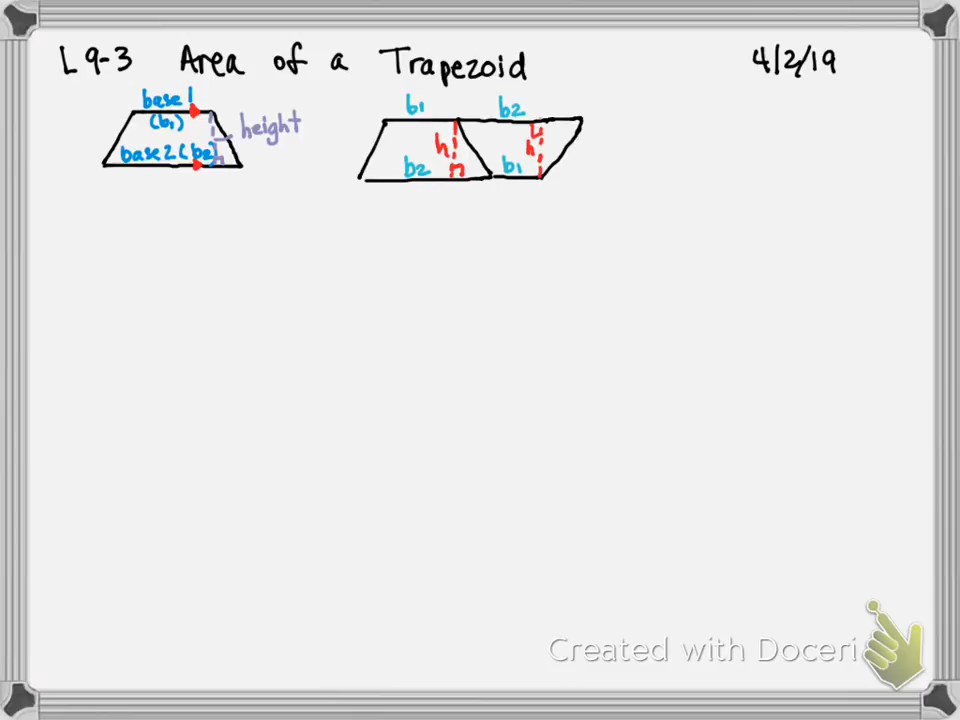 L 9-3 Area of a Trapezoid 4/2/19
base 1
(b1)
base 2 (b2)
h
height
b1 b2
h h
b2 b1
Created with Doceri